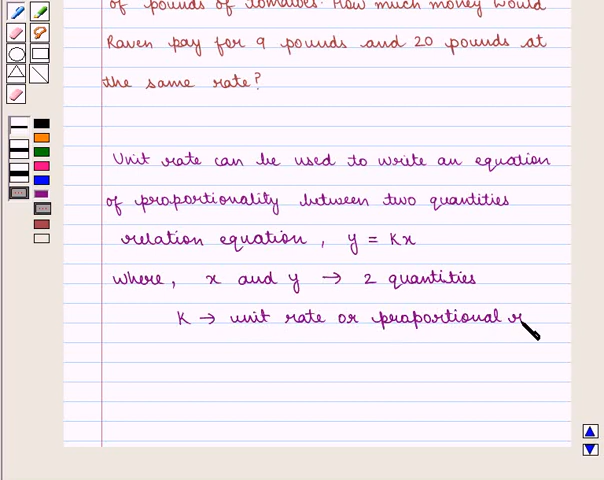 of pounds of tomatoes. How much money would
Raven pay for 9 pounds and 20 pounds at
the same rate?
Unit rate can be used to write an equation
of proportionality between two quantities
relation equation, y = Kx
where, x and y → 2 quantities
K → unit rate or proportional r